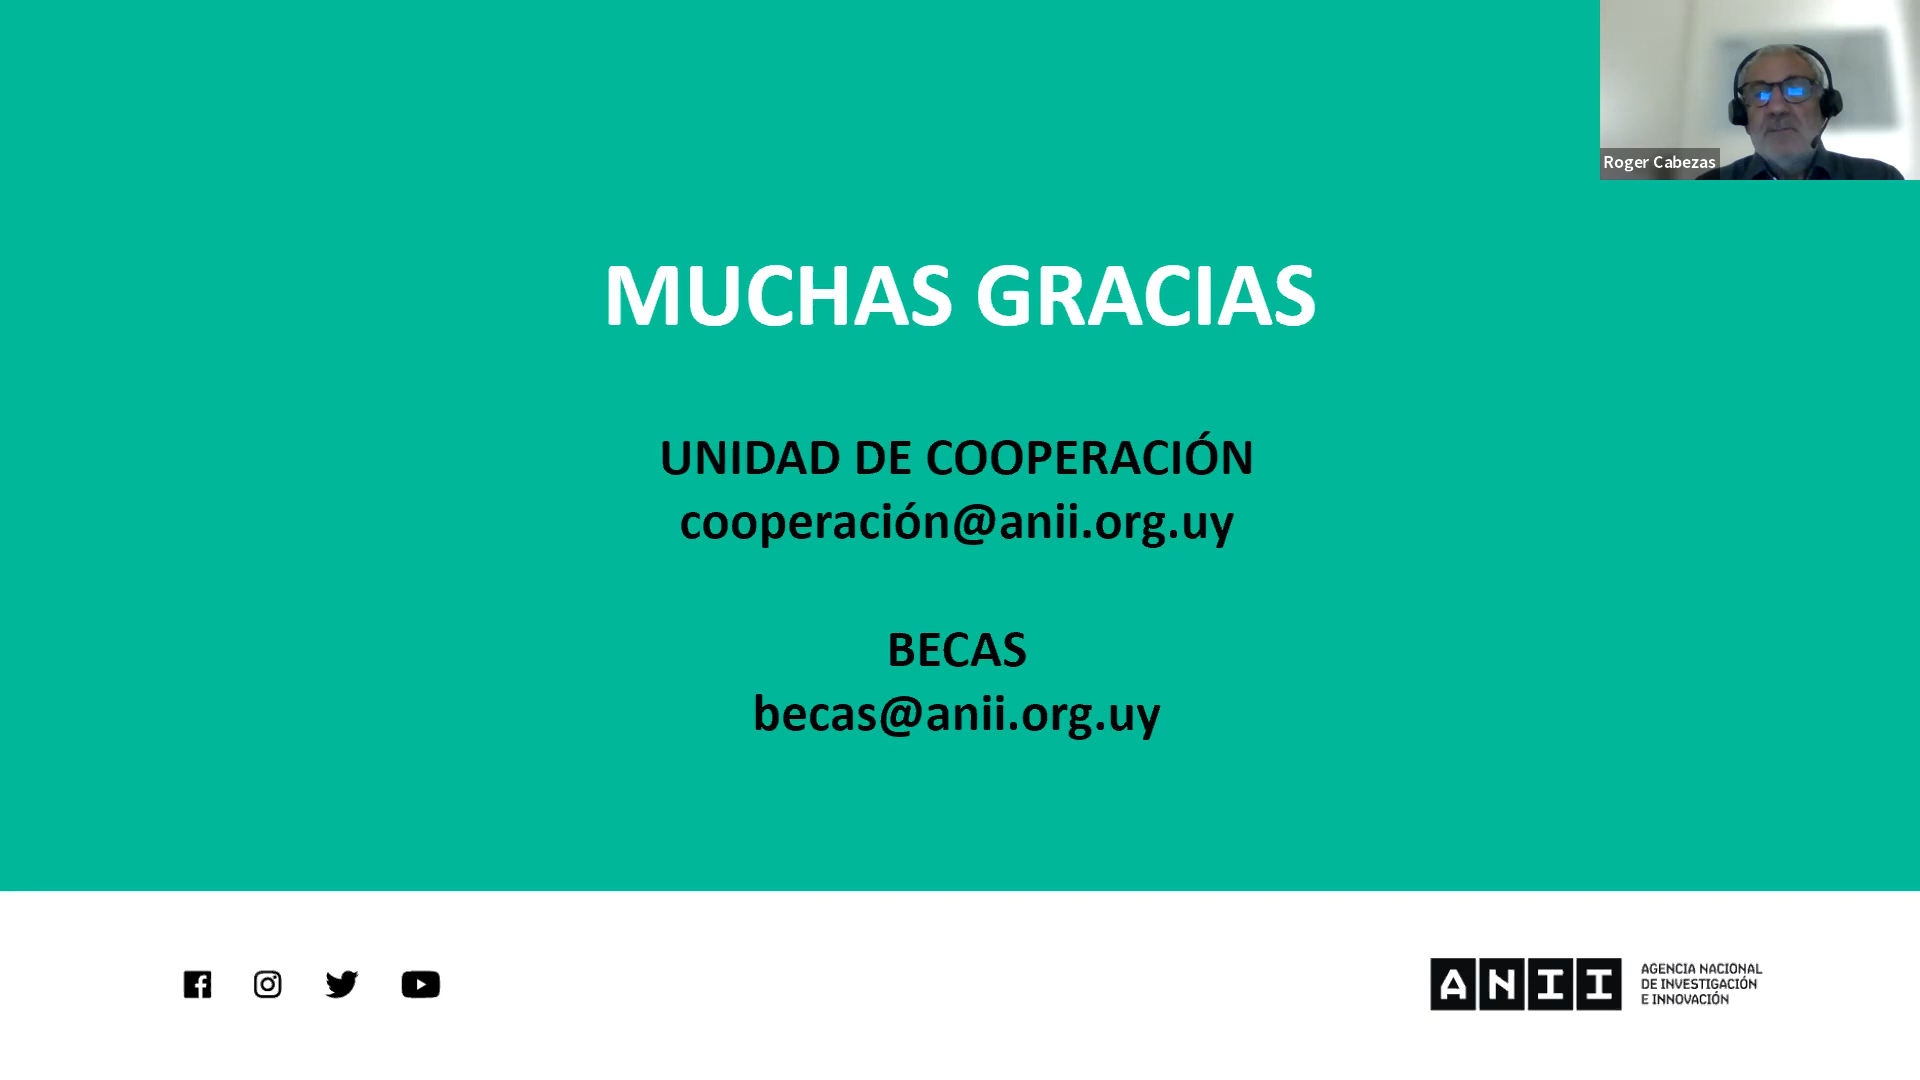 Roger Cabezas
MUCHAS GRACIAS
UNIDAD DE COOPERACIÓN
cooperación@anii.org.uy
BECAS
becas@anii.org.uy
ANII
AGENCIA NACIONAL
DE INVESTIGACIÓN
E INNOVACIÓN